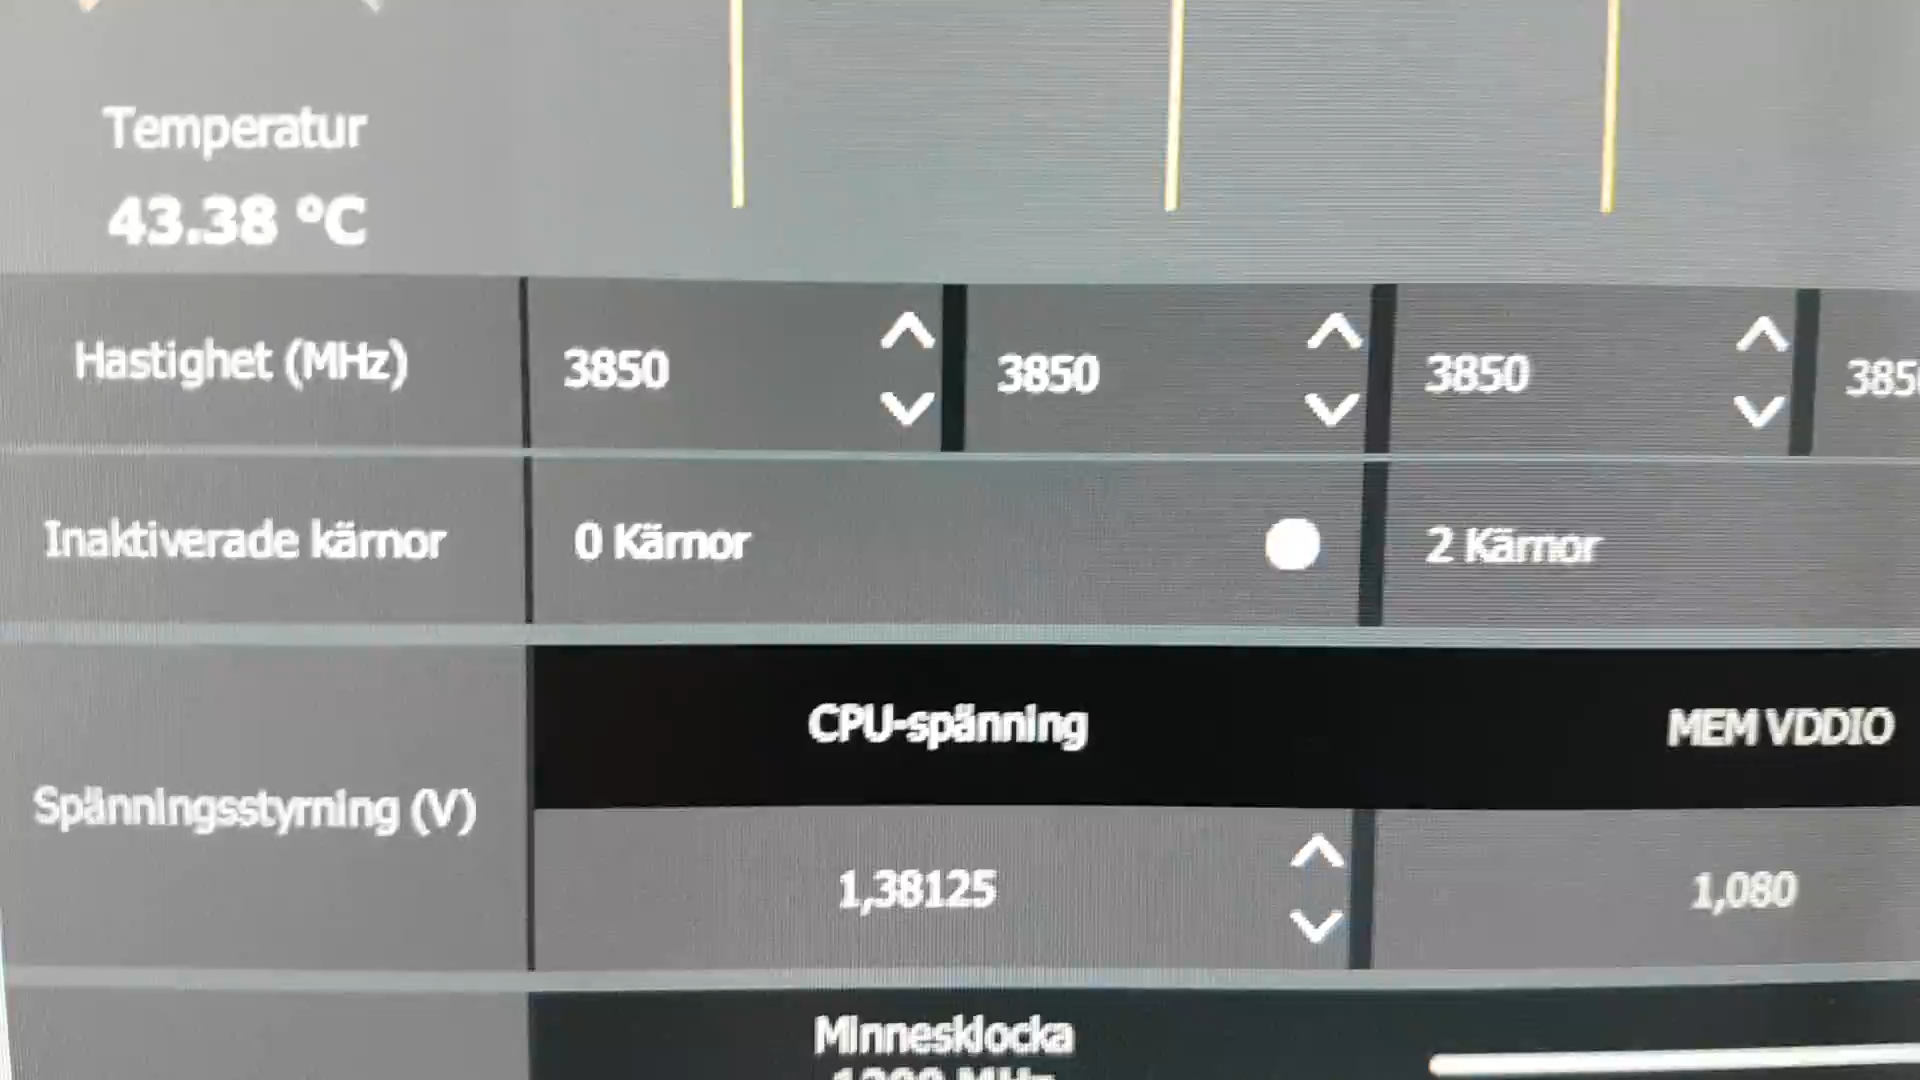 Temperatur
43.38 °C
Hastighet (MHz)
3850
3850
3850
385
Inaktiverade kärnor
0 Kärnor
2 Kärnor
CPU-spänning
MEM VDDIO
Spänningsstyrning (V)
1,38125
1,080
Minnesklocka